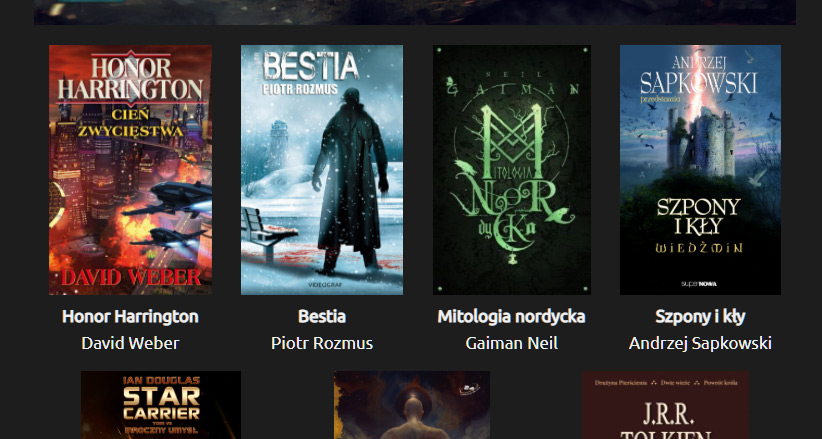 HONOR
HARRINGTON
CIEŃ
ZWYCIĘSTWA
DAVID WEBER
BESTIA
PIOTR ROZMUS
VIDEOGRAF
NEIL
GAIMAN
MITOLOGIA
NORDYCKA
ANDRZEJ
SAPKOWSKI
przedstawia
SZPONY
I KŁY
WIEDŹMIN
superNOWA
Honor Harrington
David Weber
Bestia
Piotr Rozmus
Mitologia nordycka
Gaiman Neil
Szpony i kły
Andrzej Sapkowski
IAN DOUGLAS
STAR
CARRIER
TOM VII
MROCZNY UMYSŁ
Drużyna Pierścienia Dwie wieże Powrót króla
J.R.R.
TOLKIEN